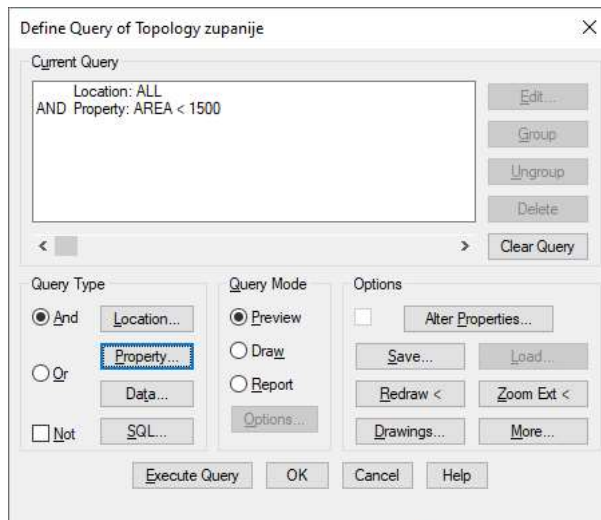 Define Query of Topology zupanije
Current Query
Location: ALL
AND Property: AREA < 1500
Edit...
Group
Ungroup
Delete
Clear Query
Query Type
And
Location...
Property...
Or
Data...
Not
SQL...
Query Mode
Preview
Draw
Report
Options...
Options
Alter Properties...
Save...
Load...
Redraw <
Zoom Ext <
Drawings...
More...
Execute Query
OK
Cancel
Help